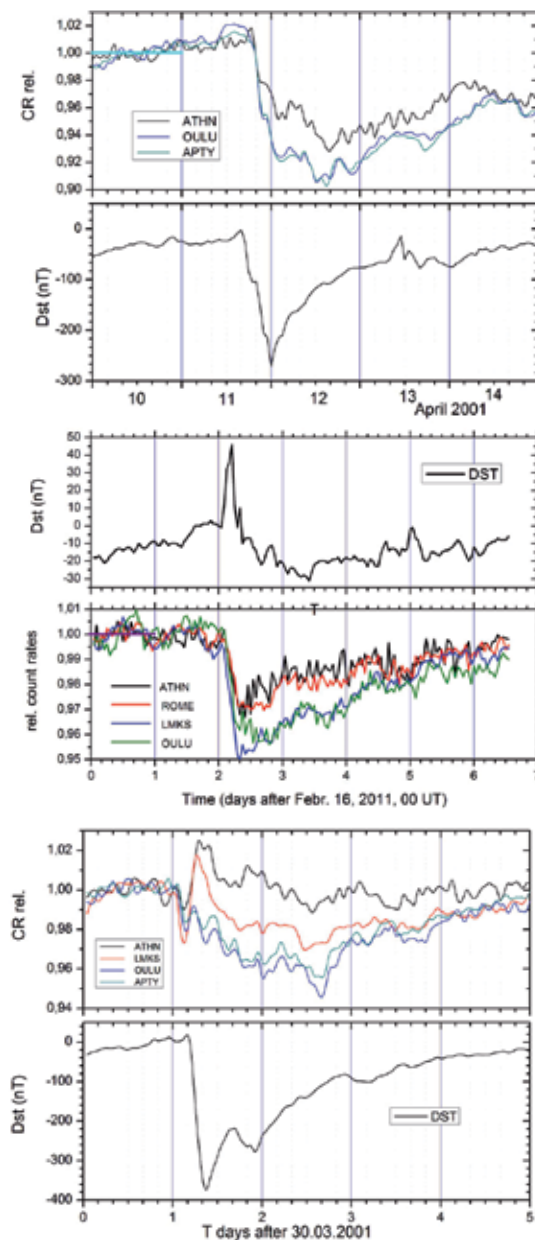 1,02
1,00
0,98
0,96
0,94
0,92
0,90
CR rel.
ATHN
OULU
APTY
0
-100
-200
-300
Dst (nT)
10 11 12 13 14
April 2001
50
40
30
20
10
0
-10
-20
-30
Dst (nT)
DST
T
1,01
1,00
0,99
0,98
0,97
0,96
0,95
rel. count rates
ATHN
ROME
LMKS
OULU
0 1 2 3 4 5 6 7
Time (days after Febr. 16, 2011, 00 UT)
1,02
1,00
0,98
0,96
0,94
CR rel.
ATHN
LMKS
OULU
APTY
0
-100
-200
-300
-400
Dst (nT)
DST
0 1 2 3 4 5
T days after 30.03.2001